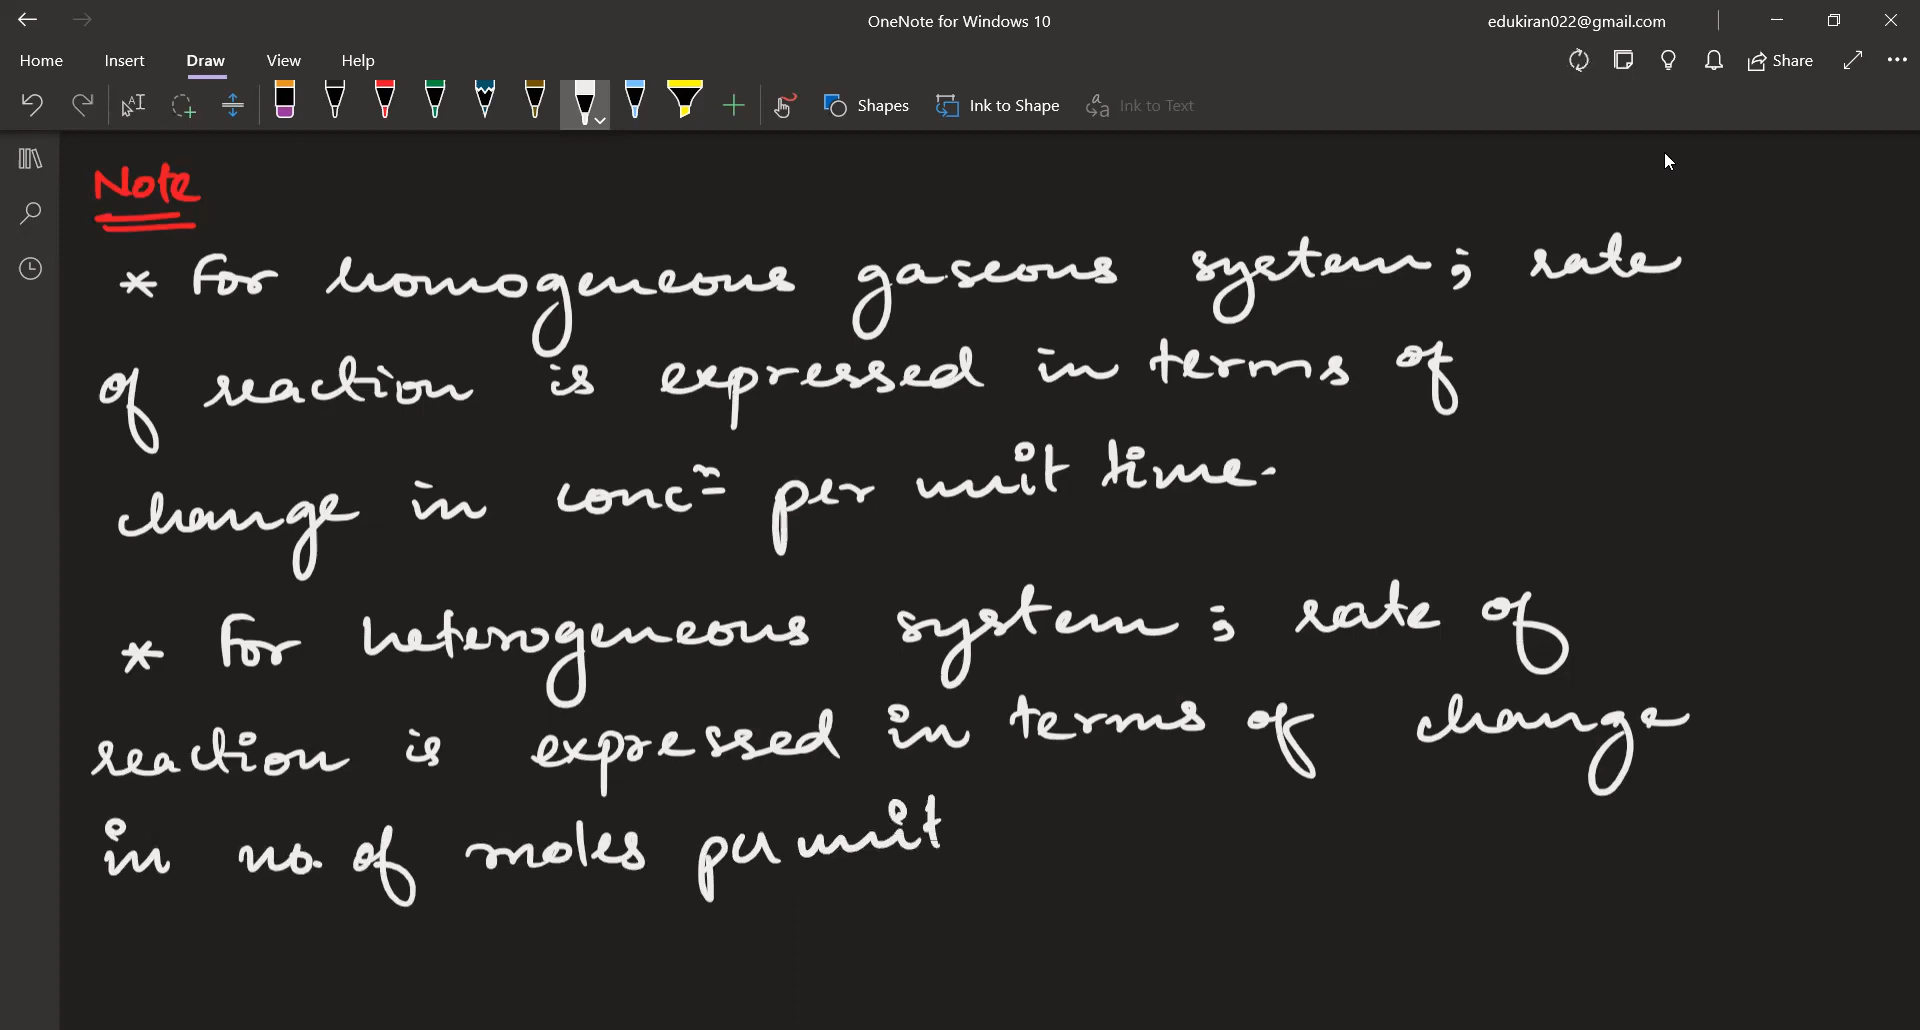 OneNote for Windows 10
edukiran022@gmail.com
Home Insert Draw View Help
Share
Shapes Ink to Shape Ink to Text
Note
* For homogeneous gaseous system; rate
of reaction is expressed in terms of
change in concn per unit time.
* For heterogeneous system; rate of
reaction is expressed in terms of change
in no. of moles per unit